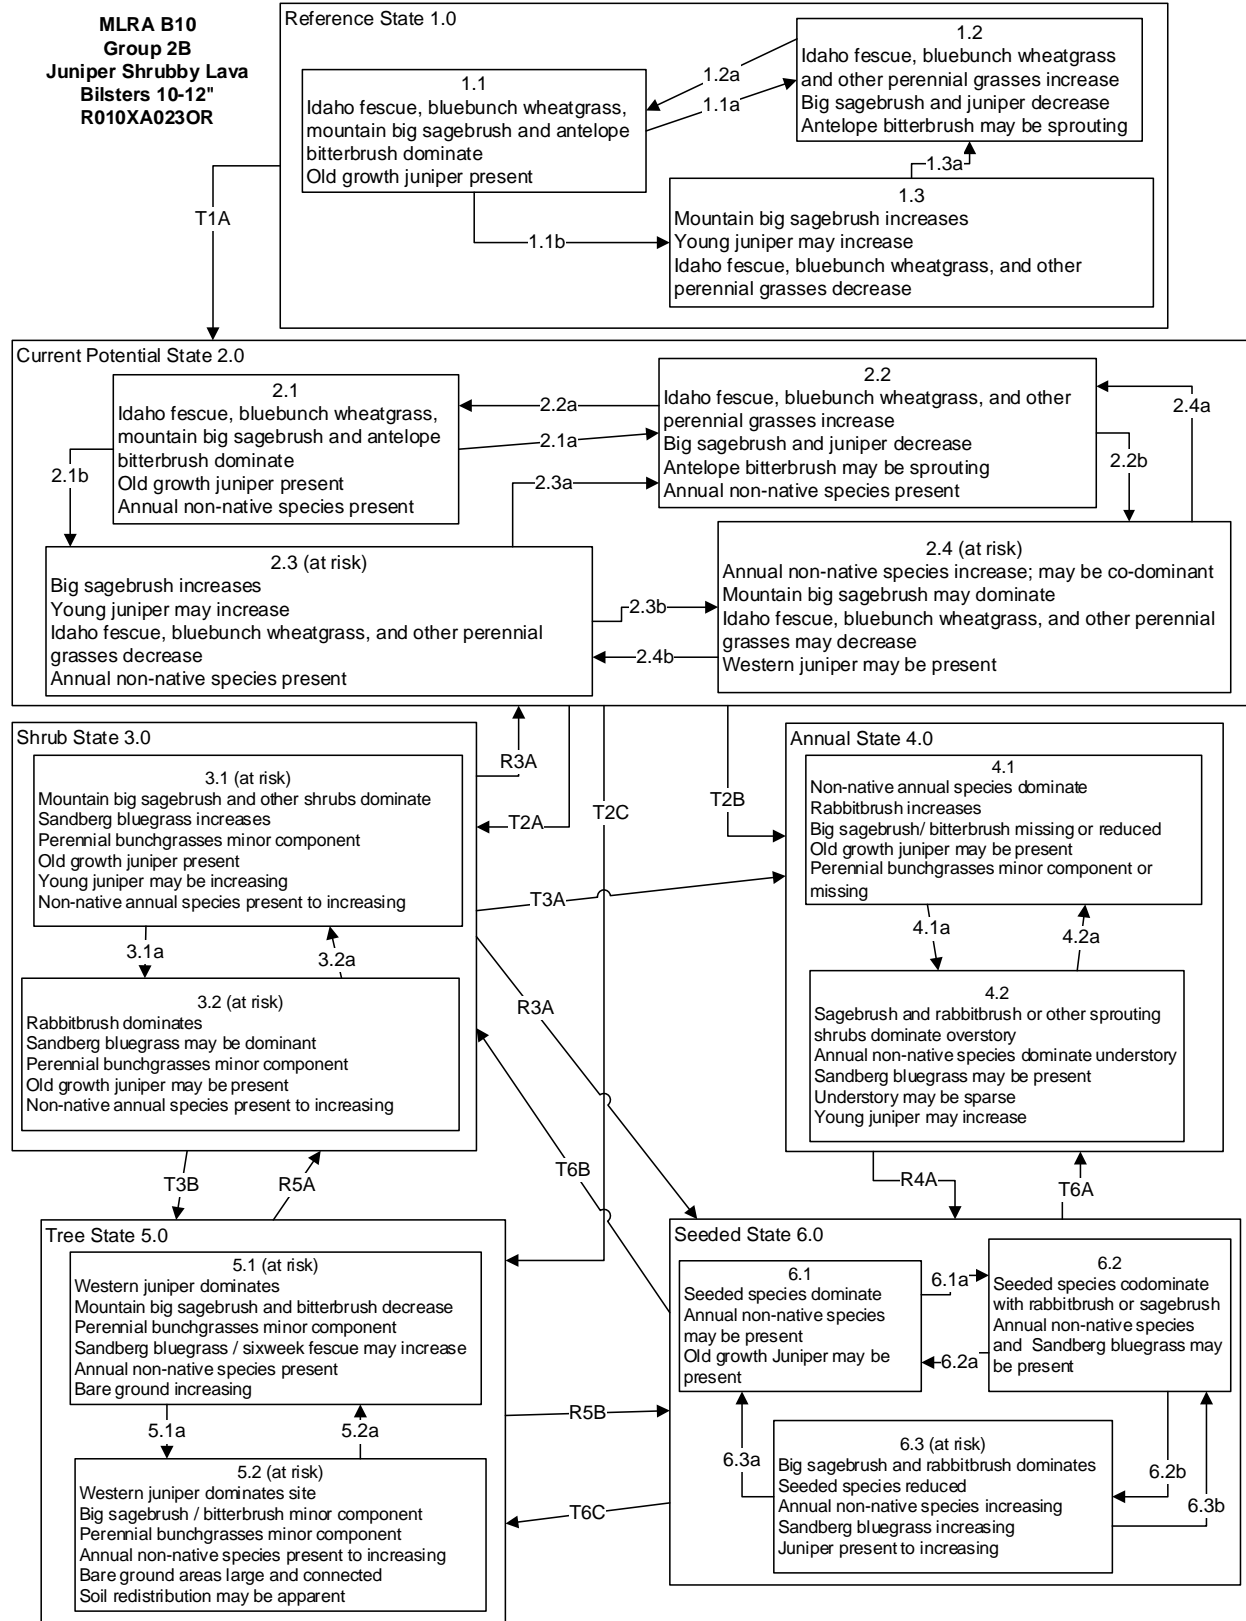 MLRA B10
Group 2B
Juniper Shrubby Lava
Bilsters 10-12"
R010XA023OR
Reference State 1.0
1.1
Idaho fescue, bluebunch wheatgrass,
mountain big sagebrush and antelope
bitterbrush dominate
Old growth juniper present
1.2a
1.1a
1.2
Idaho fescue, bluebunch wheatgrass
and other perennial grasses increase
Big sagebrush and juniper decrease
Antelope bitterbrush may be sprouting
1.3a
1.1b
1.3
Mountain big sagebrush increases
Young juniper may increase
Idaho fescue, bluebunch wheatgrass, and other
perennial grasses decrease
T1A
Current Potential State 2.0
2.1
Idaho fescue, bluebunch wheatgrass,
mountain big sagebrush and antelope
bitterbrush dominate
Old growth juniper present
Annual non-native species present
2.2a
2.1a
2.1b
2.3a
2.2
Idaho fescue, bluebunch wheatgrass, and other
perennial grasses increase
Big sagebrush and juniper decrease
Antelope bitterbrush may be sprouting
Annual non-native species present
2.4a
2.2b
2.3 (at risk)
Big sagebrush increases
Young juniper may increase
Idaho fescue, bluebunch wheatgrass, and other perennial
grasses decrease
Annual non-native species present
2.3b
2.4b
2.4 (at risk)
Annual non-native species increase; may be co-dominant
Mountain big sagebrush may dominate
Idaho fescue, bluebunch wheatgrass, and other perennial
grasses may decrease
Western juniper may be present
Shrub State 3.0
3.1 (at risk)
Mountain big sagebrush and other shrubs dominate
Sandberg bluegrass increases
Perennial bunchgrasses minor component
Old growth juniper present
Young juniper may be increasing
Non-native annual species present to increasing
3.1a
3.2a
3.2 (at risk)
Rabbitbrush dominates
Sandberg bluegrass may be dominant
Perennial bunchgrasses minor component
Old growth juniper may be present
Non-native annual species present to increasing
R3A
T2A
T2C
T2B
T3A
R3A
T6B
Annual State 4.0
4.1
Non-native annual species dominate
Rabbitbrush increases
Big sagebrush/ bitterbrush missing or reduced
Old growth juniper may be present
Perennial bunchgrasses minor component or
missing
4.1a
4.2a
4.2
Sagebrush and rabbitbrush or other sprouting
shrubs dominate overstory
Annual non-native species dominate understory
Sandberg bluegrass may be present
Understory may be sparse
Young juniper may increase
T3B
R5A
R4A
T6A
Tree State 5.0
5.1 (at risk)
Western juniper dominates
Mountain big sagebrush and bitterbrush decrease
Perennial bunchgrasses minor component
Sandberg bluegrass / sixweek fescue may increase
Annual non-native species present
Bare ground increasing
5.1a
5.2a
5.2 (at risk)
Western juniper dominates site
Big sagebrush / bitterbrush minor component
Perennial bunchgrasses minor component
Annual non-native species present to increasing
Bare ground areas large and connected
Soil redistribution may be apparent
R5B
T6C
Seeded State 6.0
6.1
Seeded species dominate
Annual non-native species
may be present
Old growth Juniper may be
present
6.1a
6.2a
6.2
Seeded species codominate
with rabbitbrush or sagebrush
Annual non-native species
and Sandberg bluegrass may
be present
6.3a
6.2b
6.3b
6.3 (at risk)
Big sagebrush and rabbitbrush dominates
Seeded species reduced
Annual non-native species increasing
Sandberg bluegrass increasing
Juniper present to increasing